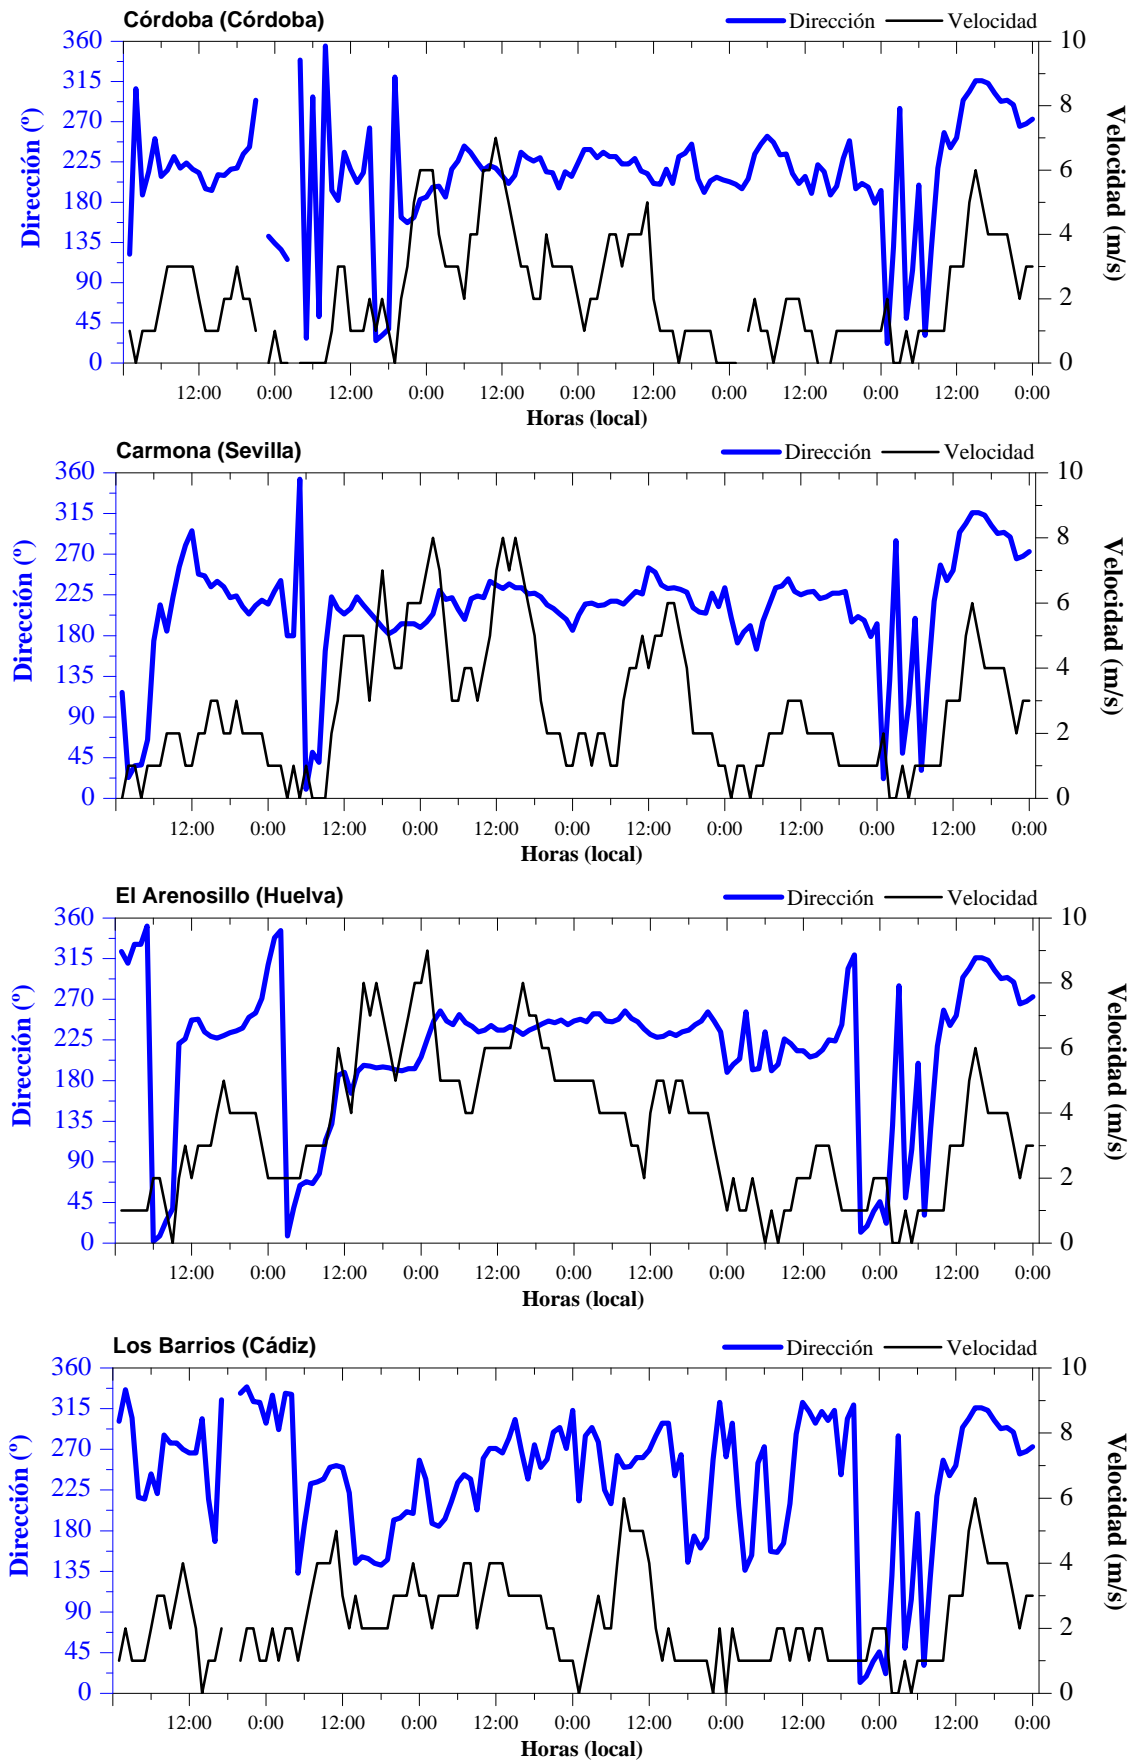 Córdoba (Córdoba)
Dirección Velocidad
360 315 270 225 180 135 90 45 0
Dirección (º)
10 8 6 4 2 0
Velocidad (m/s)
12:00 0:00 12:00 0:00 12:00 0:00 12:00 0:00 12:00 0:00 12:00 0:00
Horas (local)
Carmona (Sevilla)
Dirección Velocidad
360 315 270 225 180 135 90 45 0
Dirección (º)
10 8 6 4 2 0
Velocidad (m/s)
12:00 0:00 12:00 0:00 12:00 0:00 12:00 0:00 12:00 0:00 12:00 0:00
Horas (local)
El Arenosillo (Huelva)
Dirección Velocidad
360 315 270 225 180 135 90 45 0
Dirección (º)
10 8 6 4 2 0
Velocidad (m/s)
12:00 0:00 12:00 0:00 12:00 0:00 12:00 0:00 12:00 0:00 12:00 0:00
Horas (local)
Los Barrios (Cádiz)
Dirección Velocidad
360 315 270 225 180 135 90 45 0
Dirección (º)
10 8 6 4 2 0
Velocidad (m/s)
12:00 0:00 12:00 0:00 12:00 0:00 12:00 0:00 12:00 0:00 12:00 0:00
Horas (local)